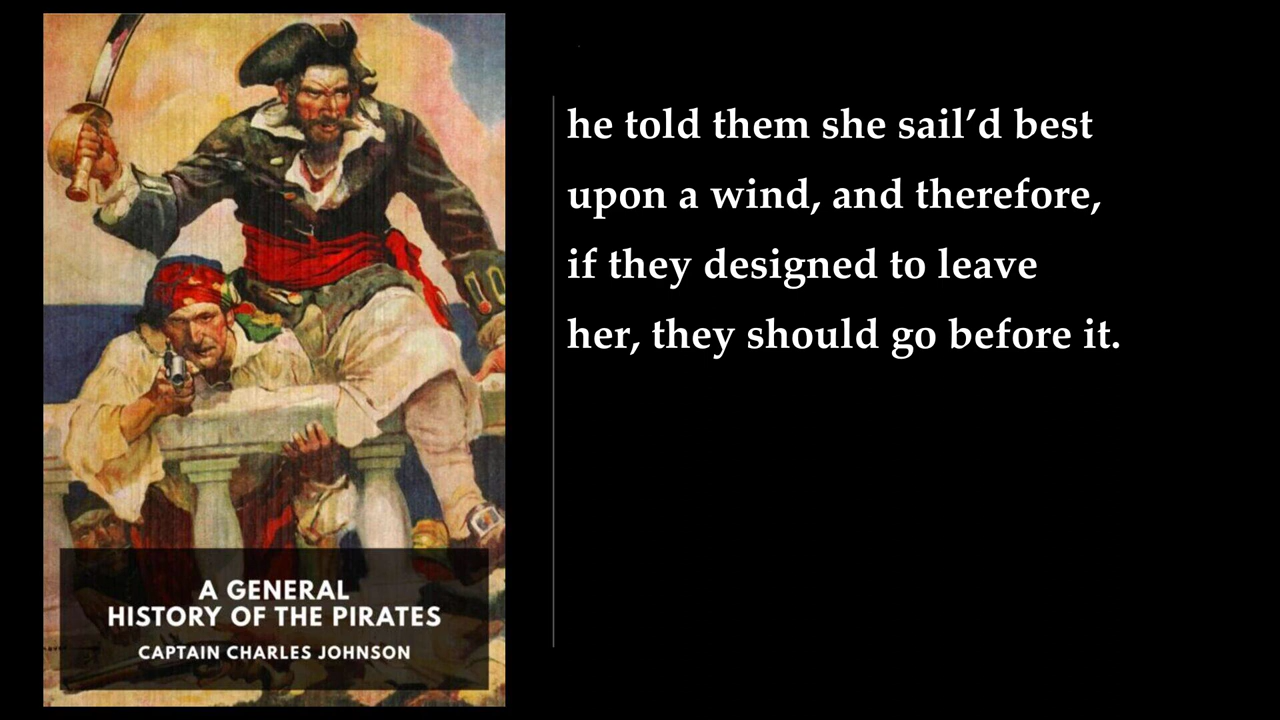 he told them she sail’d best
upon a wind, and therefore,
if they designed to leave
her, they should go before it.
A GENERAL
HISTORY OF THE PIRATES
CAPTAIN CHARLES JOHNSON